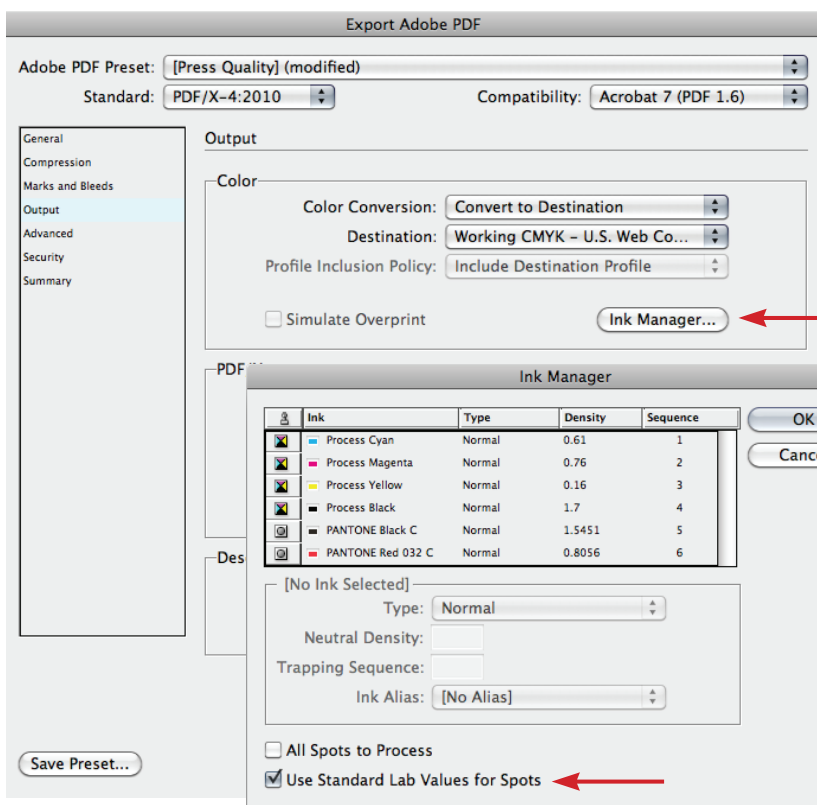 Export Adobe PDF
Adobe PDF Preset: [Press Quality] (modified)
Standard: PDF/X-4:2010 Compatibility: Acrobat 7 (PDF 1.6)
General
Compression
Marks and Bleeds
Output
Advanced
Security
Summary
Output
Color
Color Conversion: Convert to Destination
Destination: Working CMYK – U.S. Web Co...
Profile Inclusion Policy: Include Destination Profile
Simulate Overprint Ink Manager...
PDF
Ink Manager
Ink Type Density Sequence
Process Cyan Normal 0.61 1
Process Magenta Normal 0.76 2
Process Yellow Normal 0.16 3
Process Black Normal 1.7 4
PANTONE Black C Normal 1.5451 5
PANTONE Red 032 C Normal 0.8056 6
OK
Canc
Des
[No Ink Selected]
Type: Normal
Neutral Density:
Trapping Sequence:
Ink Alias: [No Alias]
All Spots to Process
Use Standard Lab Values for Spots
Save Preset...